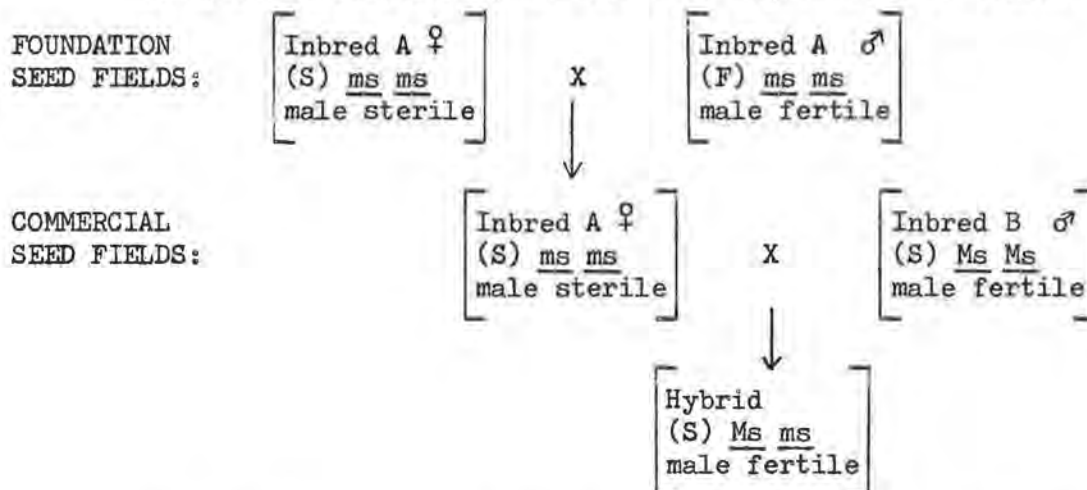 FOUNDATION
SEED FIELDS:
Inbred A ♀
(S) ms ms
male sterile
X
Inbred A ♂
(F) ms ms
male fertile
COMMERCIAL
SEED FIELDS:
Inbred A ♀
(S) ms ms
male sterile
X
Inbred B ♂
(S) Ms Ms
male fertile
Hybrid
(S) Ms ms
male fertile